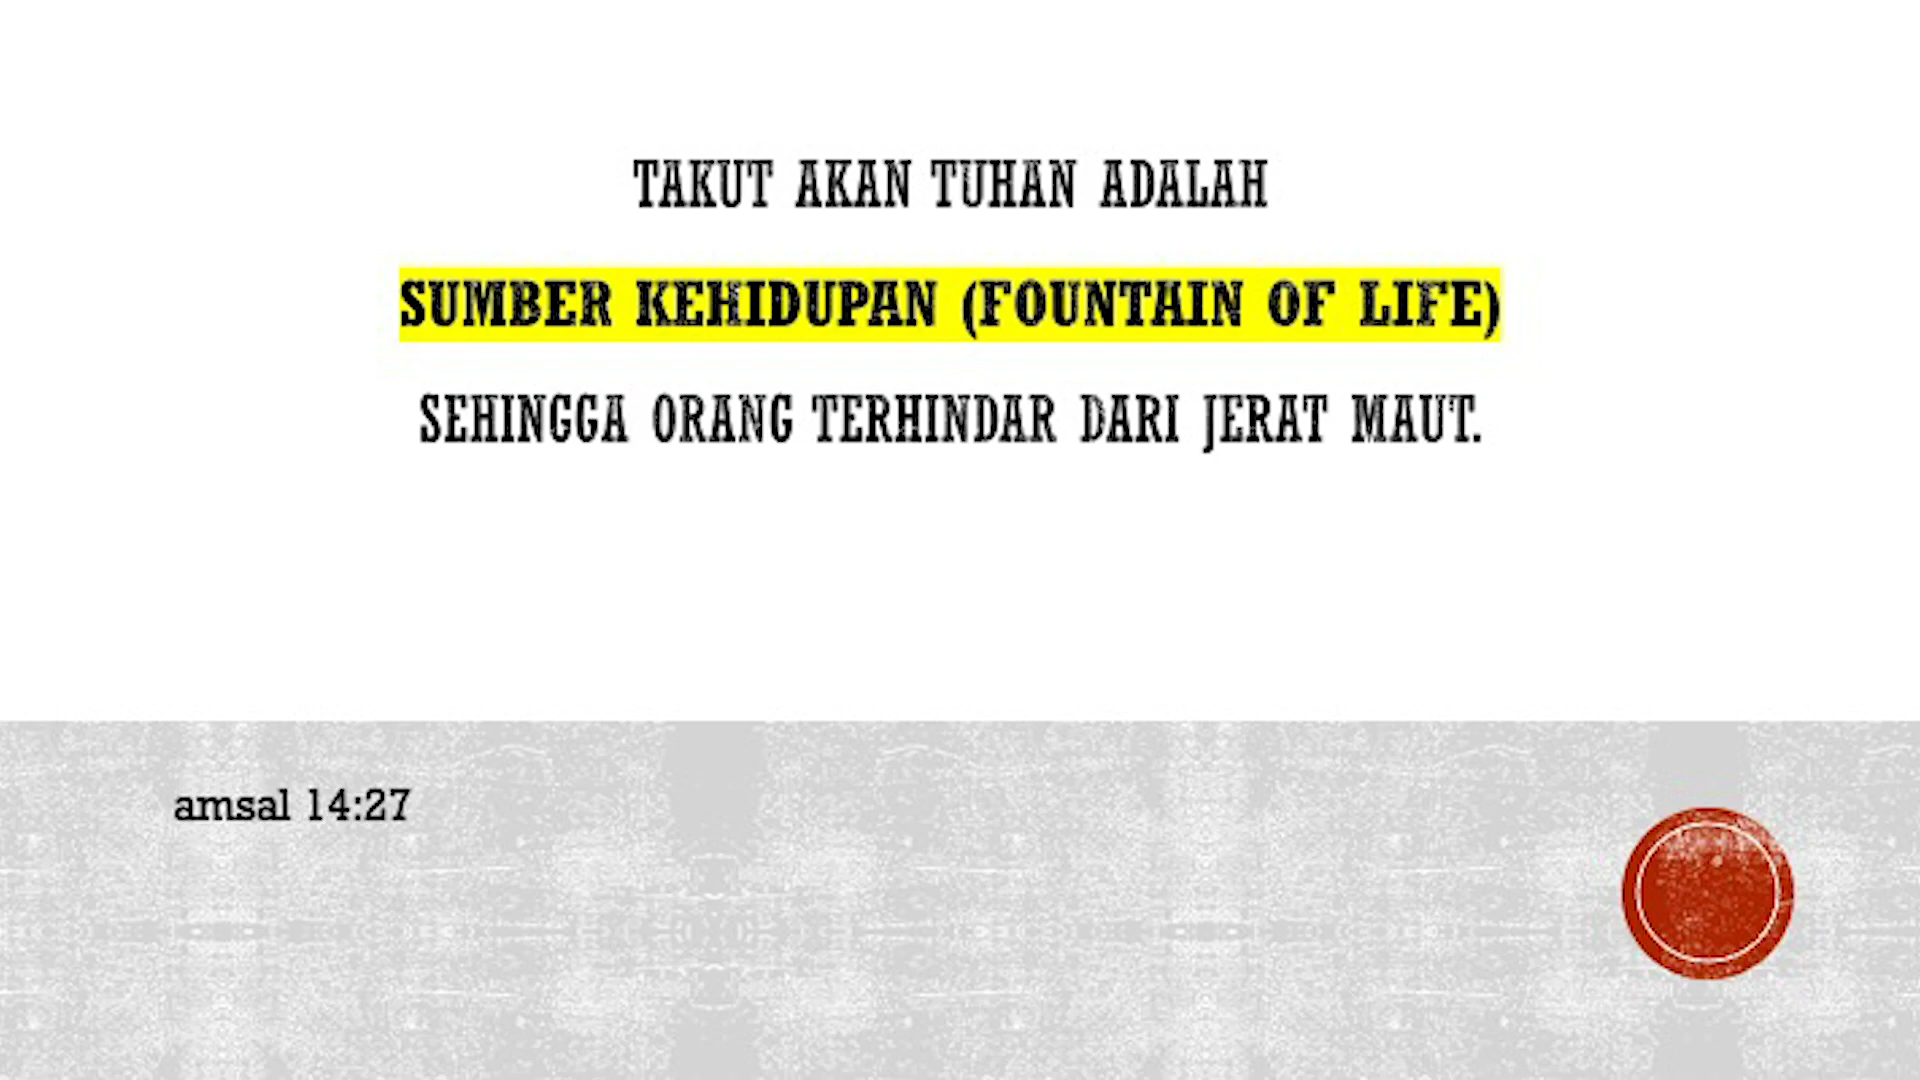 TAKUT AKAN TUHAN ADALAH
SUMBER KEHIDUPAN (FOUNTAIN OF LIFE)
SEHINGGA ORANG TERHINDAR DARI JERAT MAUT.
amsal 14:27